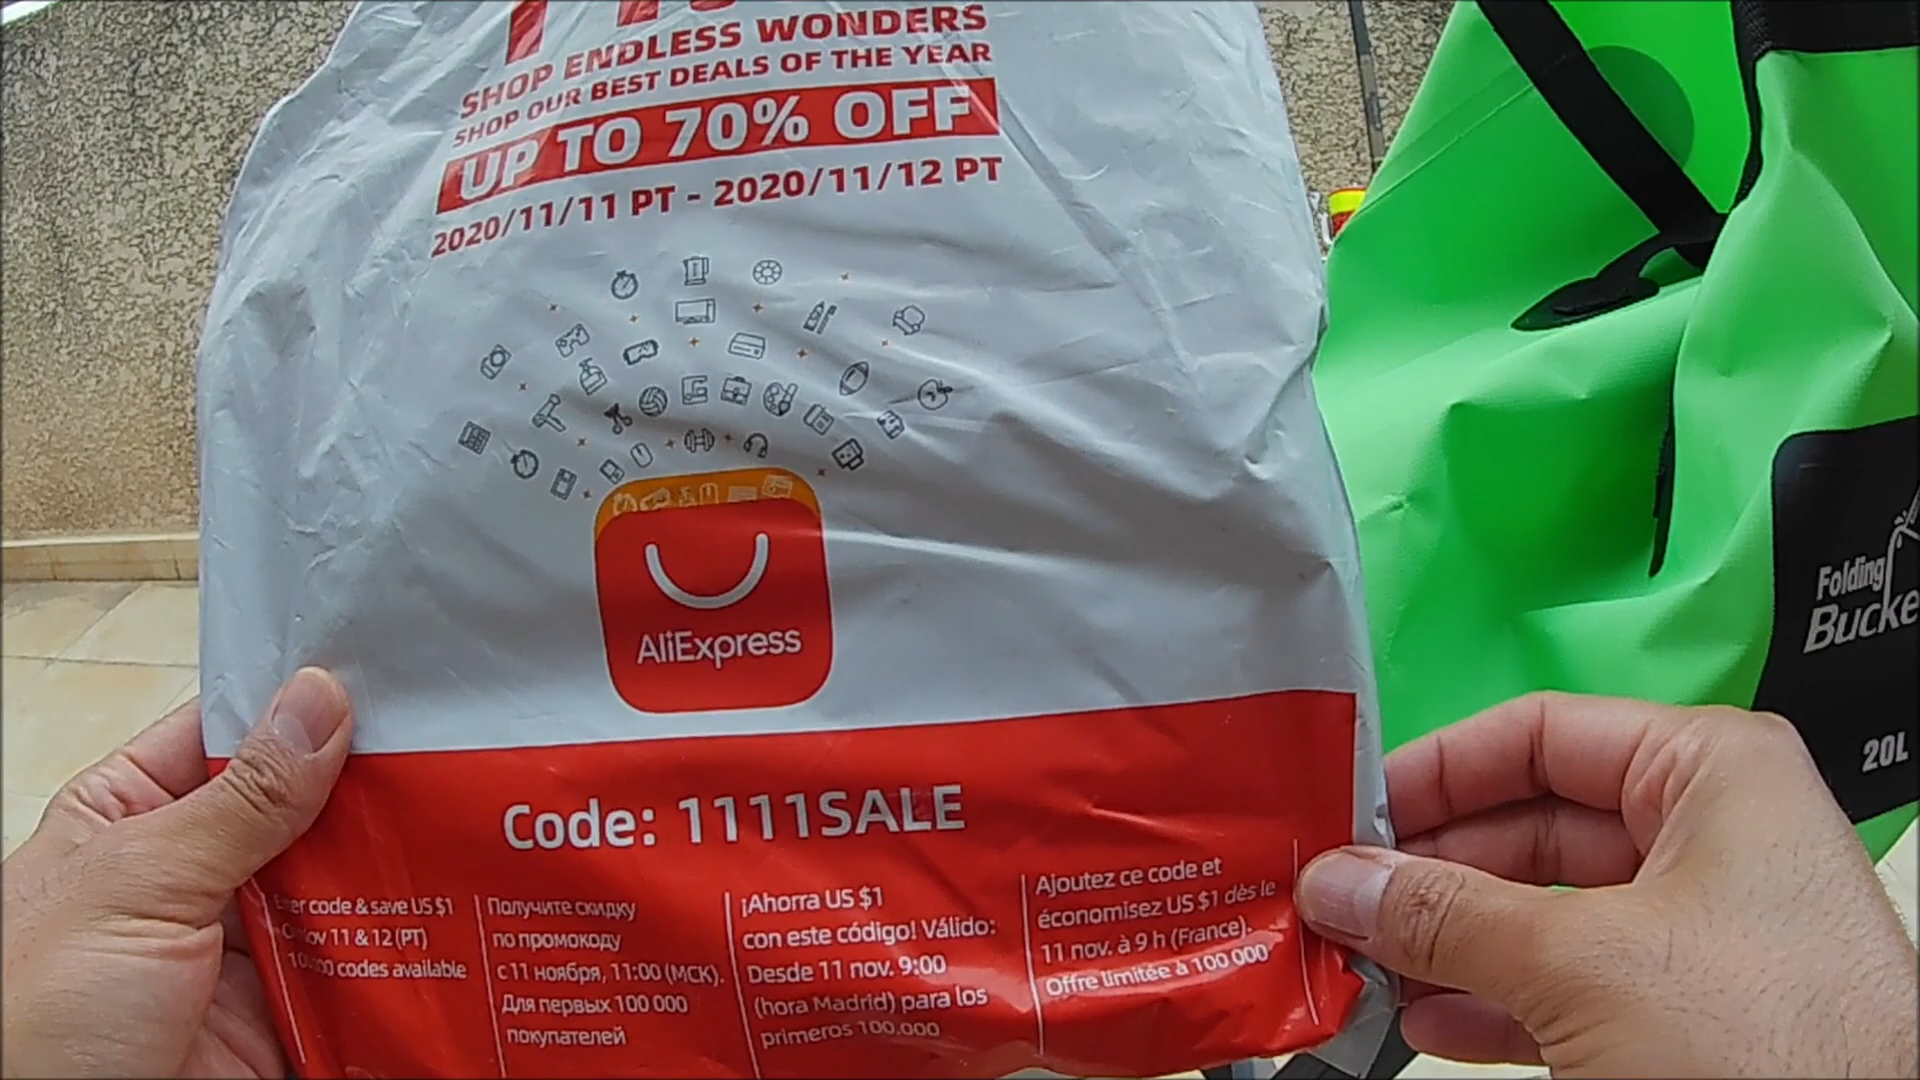 SHOP ENDLESS WONDERS
SHOP OUR BEST DEALS OF THE YEAR
UP TO 70% OFF
2020/11/11 PT - 2020/11/12 PT
AliExpress
Code: 1111SALE
code & save US $1
11 & 12 (PT)
codes available
Получите скидку
по промокоду
с 11 ноября, 11:00 (МСК).
Для первых 100 000
покупателей
¡Ahorra US $1
con este código! Válido:
Desde 11 nov. 9:00
(hora Madrid) para los
primeros 100.000
Ajoutez ce code et
économisez US $1 dès le
11 nov. à 9 h (France).
Offre limitée à 100 000
Folding
Bucke
20L